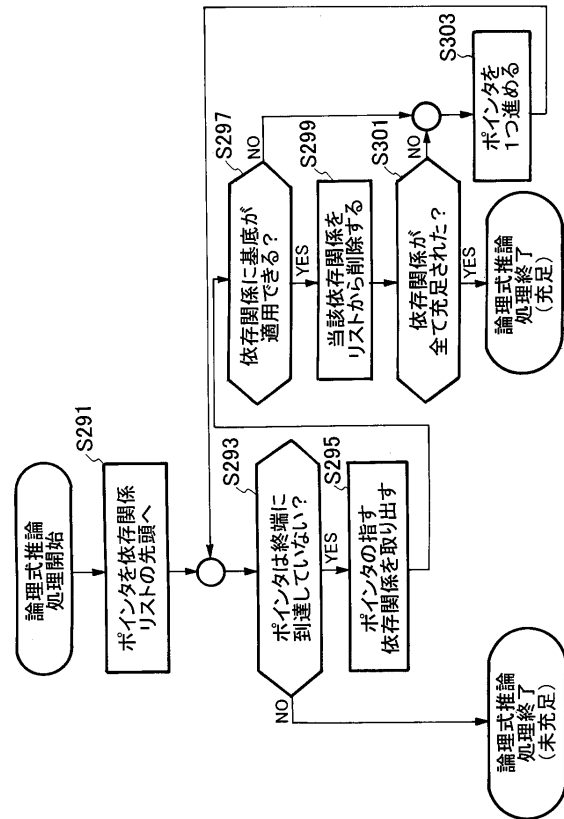 論理式推論
処理開始
S291
ポインタを依存関係
リストの先頭へ
S293
ポインタは終端に
到達していない?
NO
YES
S295
ポインタの指す
依存関係を取り出す
論理式推論
処理終了
(未充足)
S297
依存関係に基底が
適用できる?
NO
YES
S299
当該依存関係を
リストから削除する
S301
依存関係が
全て充足された?
NO
YES
S303
ポインタを
1つ進める
論理式推論
処理終了
(充足)